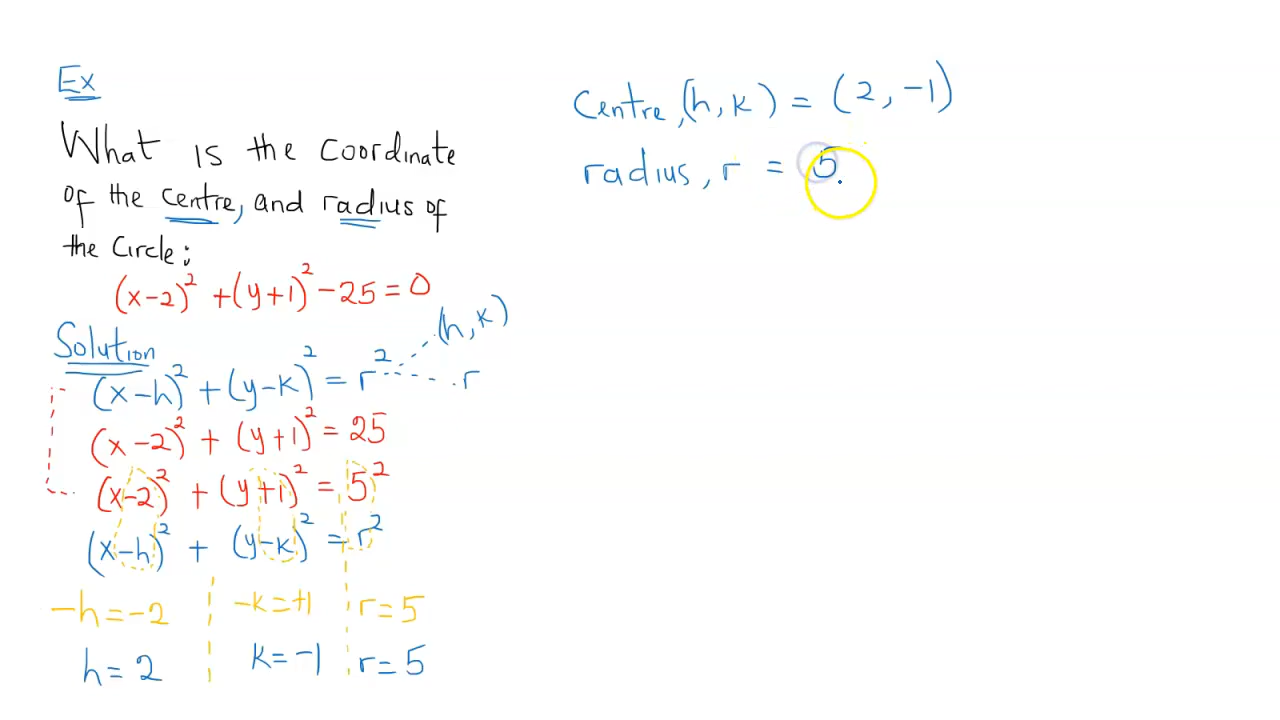 Ex
What is the coordinate
of the centre, and radius of
the Circle:
(x-2)² + (y+1)² - 25 = 0
Solution
(h, k)
(x-h)² + (y-k)² = r² r
(x-2)² + (y+1)² = 25
(x-2)² + (y+1)² = 5²
(x-h)² + (y-k)² = r²
-h = -2 -k = +1 r = 5
h = 2 k = -1 r = 5
Centre, (h, k) = (2, -1)
radius, r = 5.